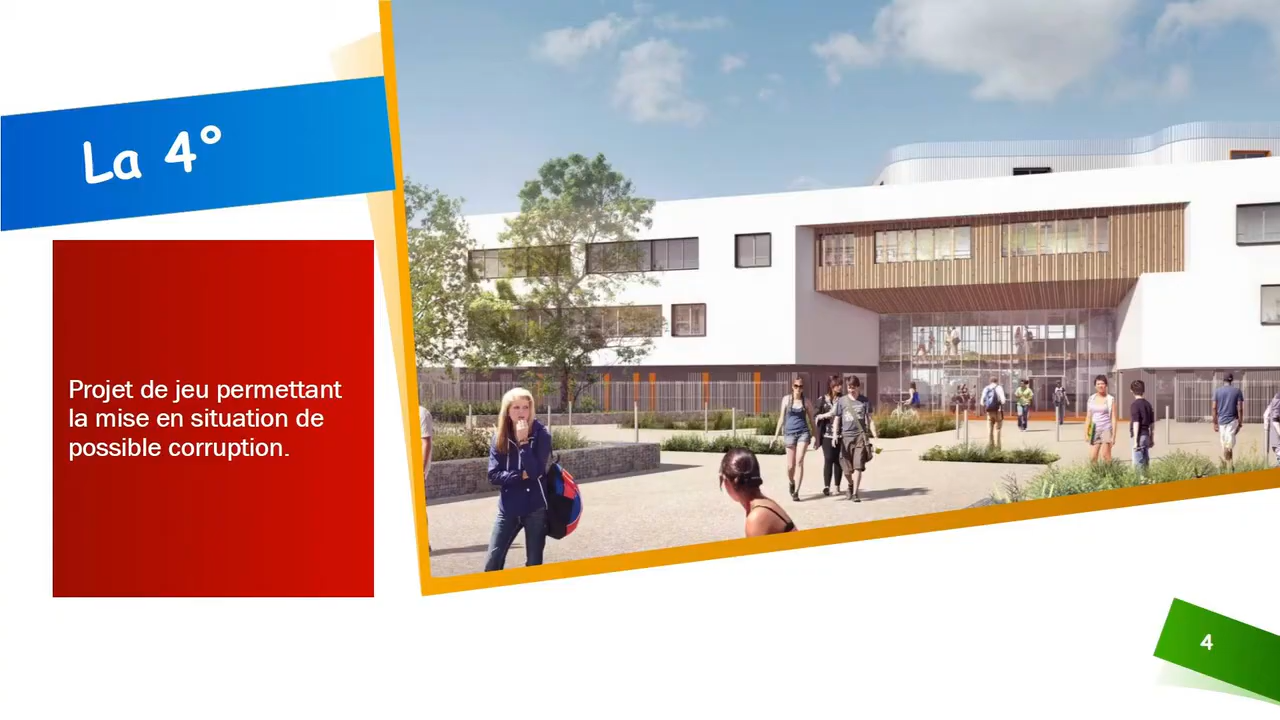 La 4°
Projet de jeu permettant
la mise en situation de
possible corruption.
4